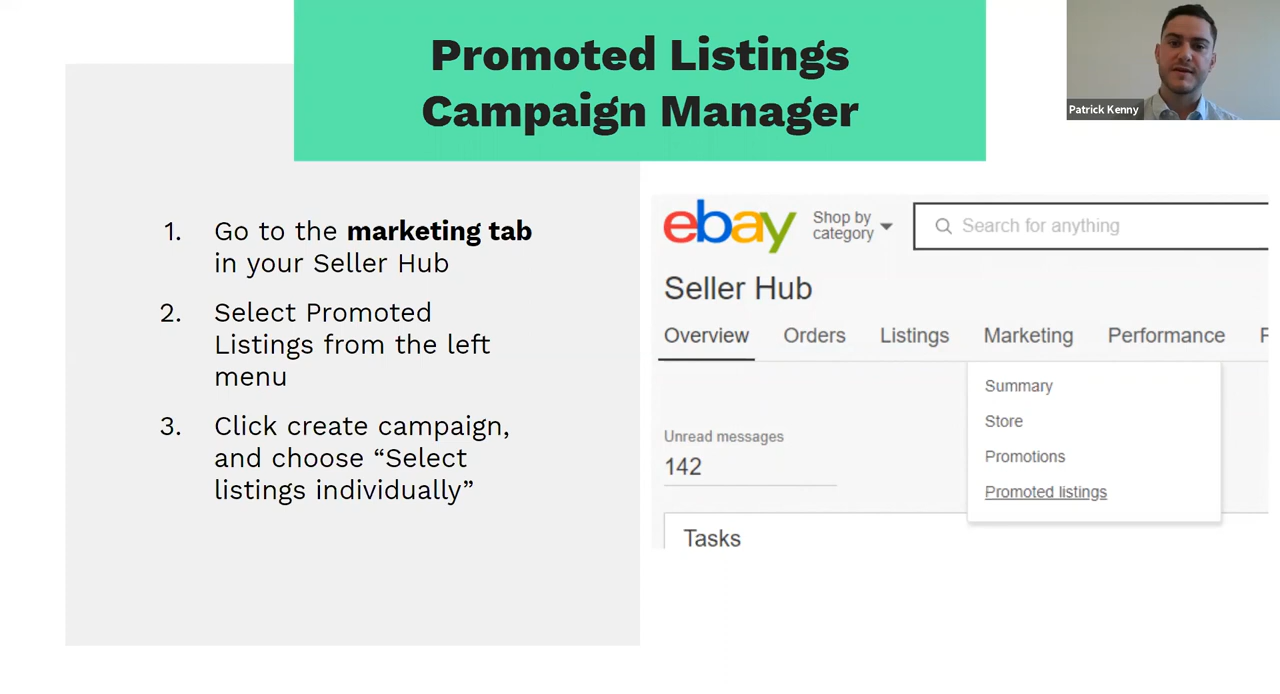 Promoted Listings
Campaign Manager
Patrick Kenny
1. Go to the marketing tab
in your Seller Hub
2. Select Promoted
Listings from the left
menu
3. Click create campaign,
and choose “Select
listings individually”
ebay
Shop by
category
Search for anything
Seller Hub
Overview Orders Listings Marketing Performance
Summary
Store
Promotions
Promoted listings
Unread messages
142
Tasks